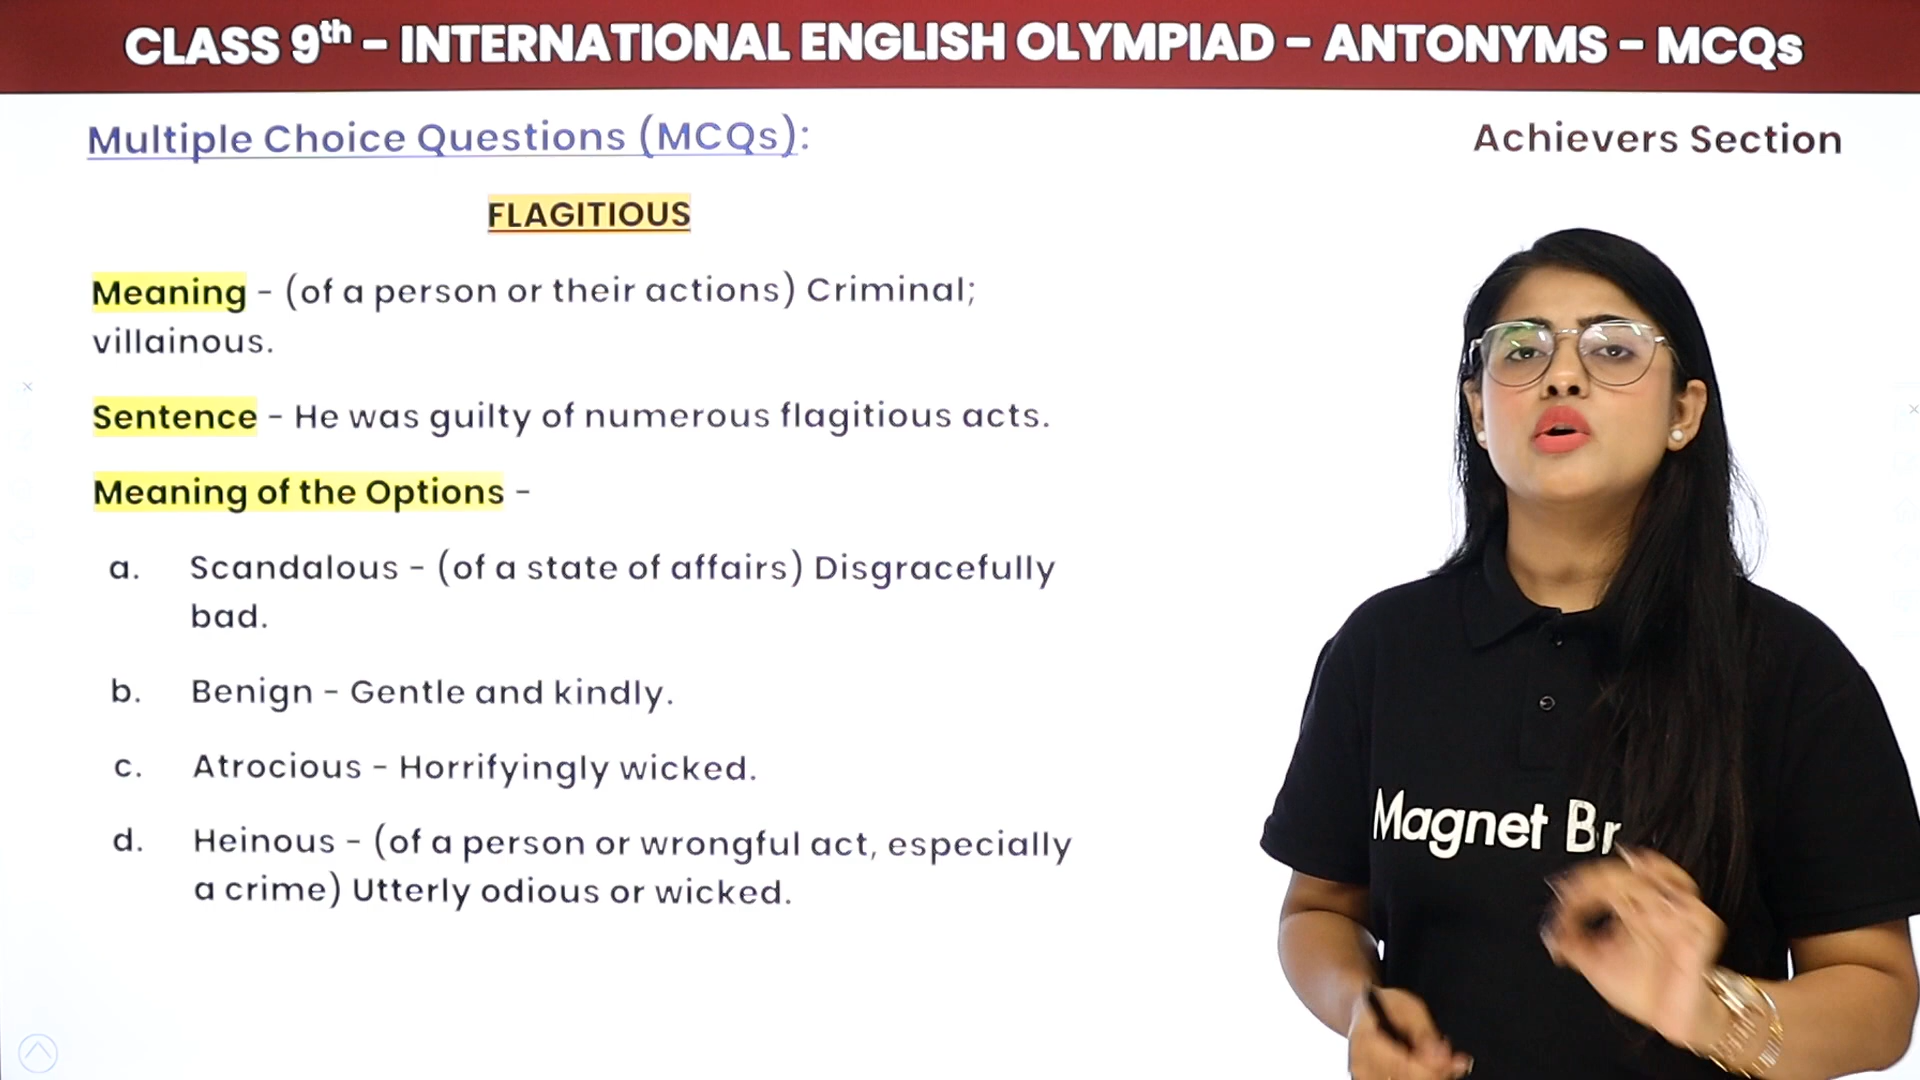 CLASS 9th - INTERNATIONAL ENGLISH OLYMPIAD - ANTONYMS - MCQs
Multiple Choice Questions (MCQs):
Achievers Section
FLAGITIOUS
Meaning - (of a person or their actions) Criminal;
villainous.
Sentence - He was guilty of numerous flagitious acts.
Meaning of the Options -
a. Scandalous - (of a state of affairs) Disgracefully
bad.
b. Benign - Gentle and kindly.
c. Atrocious - Horrifyingly wicked.
d. Heinous - (of a person or wrongful act, especially
a crime) Utterly odious or wicked.
Magnet Br